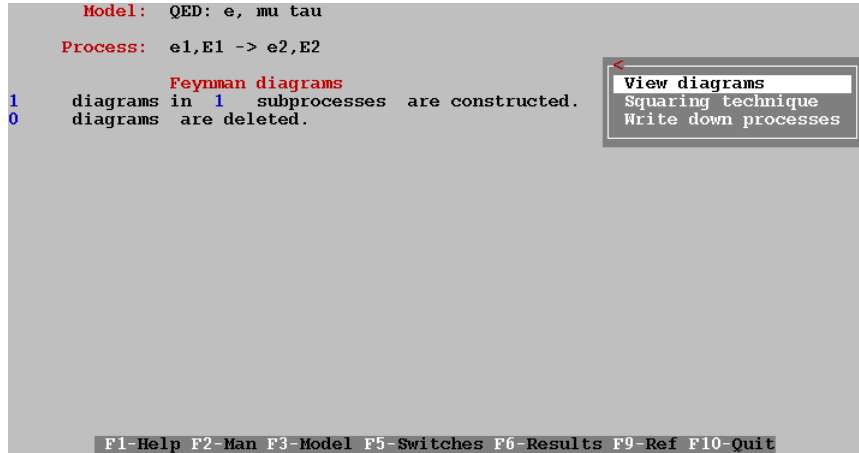 Model: QED: e, mu tau
Process: e1,E1 -> e2,E2
Feynman diagrams
1 diagrams in 1 subprocesses are constructed.
0 diagrams are deleted.
<
View diagrams
Squaring technique
Write down processes
F1-Help F2-Man F3-Model F5-Switches F6-Results F9-Ref F10-Quit